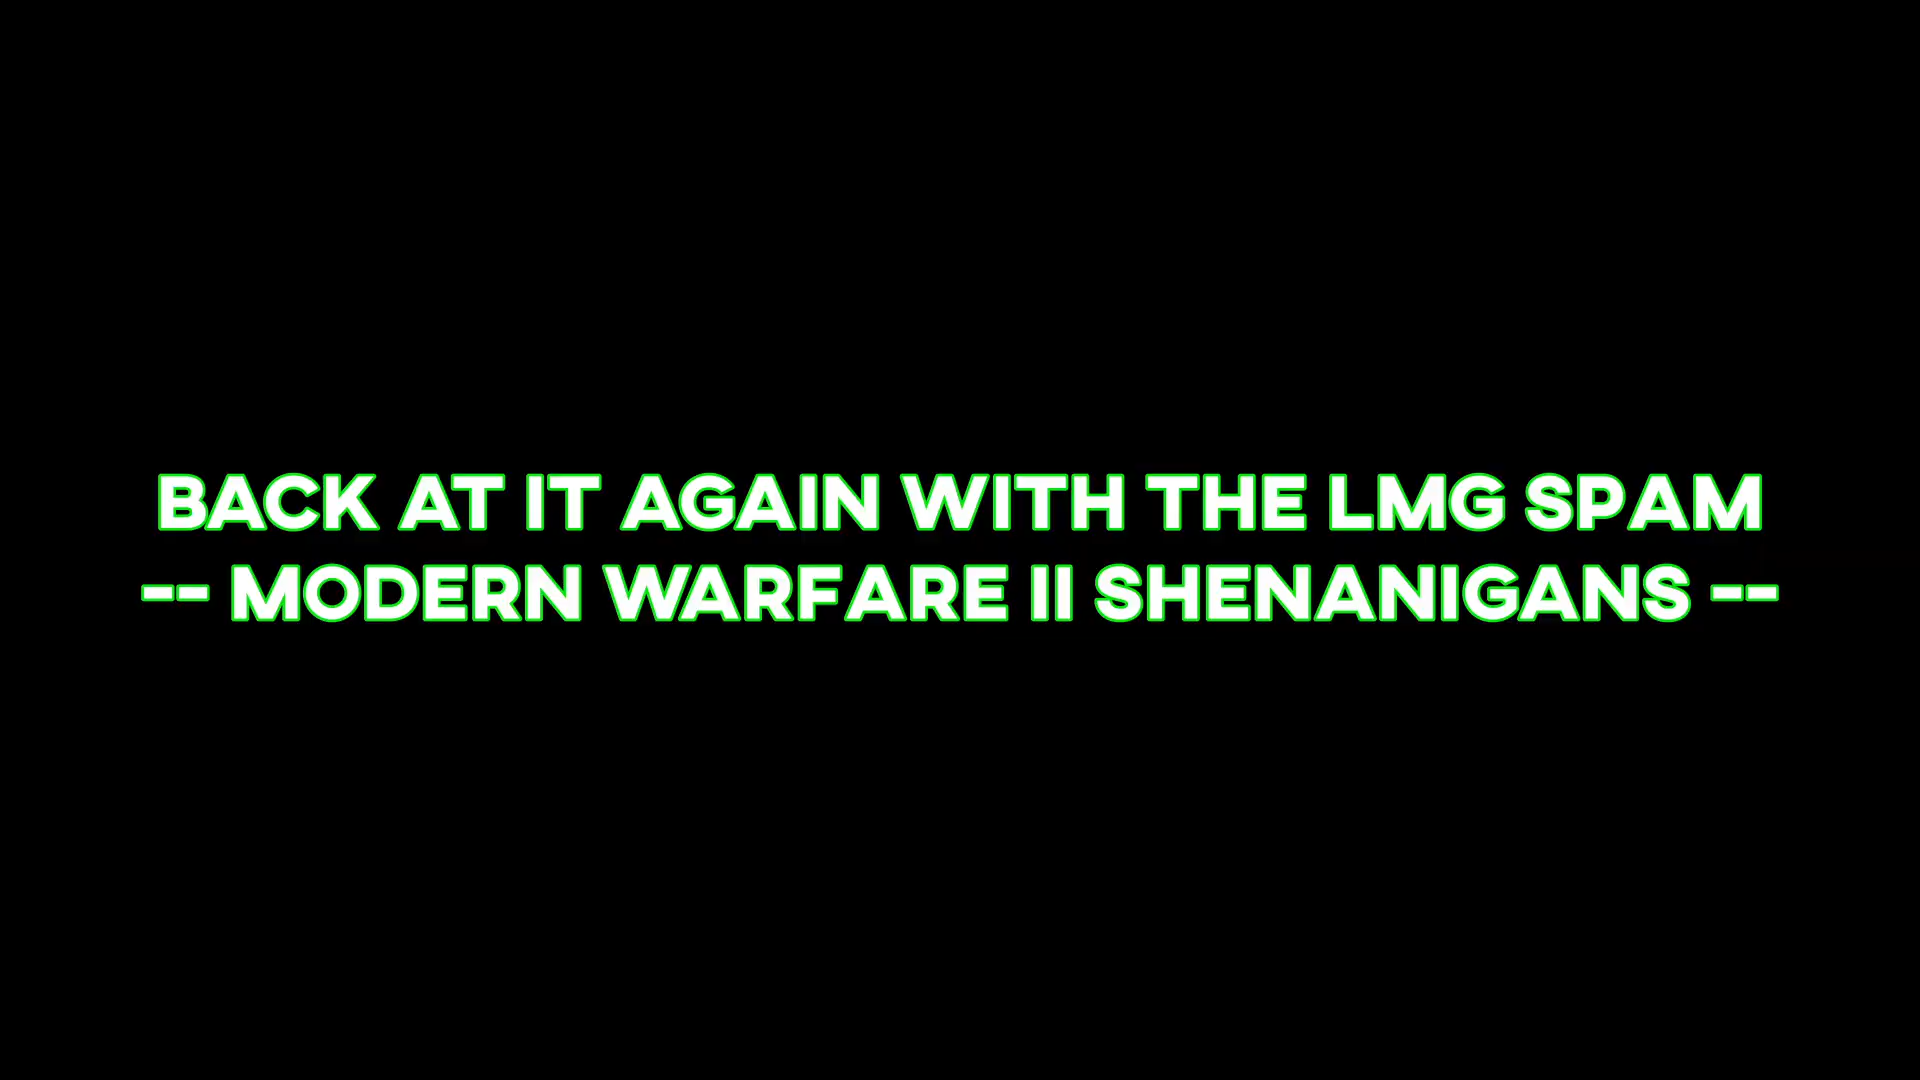 BACK AT IT AGAIN WITH THE LMG SPAM
-- MODERN WARFARE II SHENANIGANS --